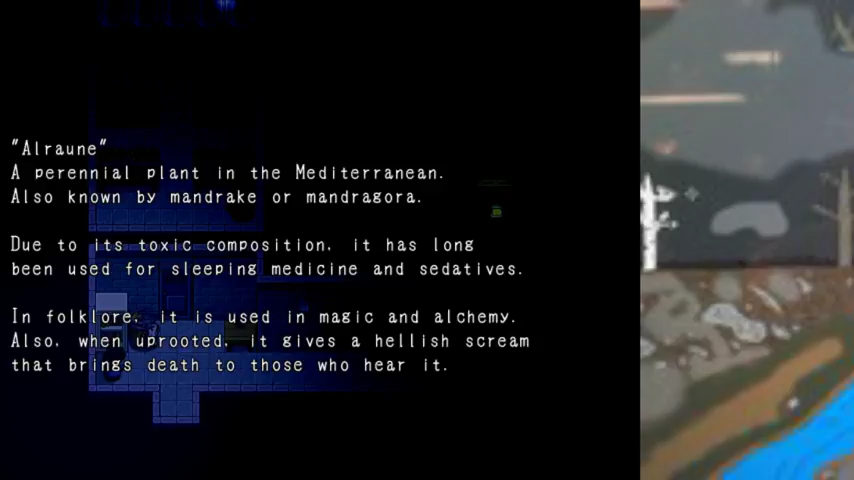 "Alraune"
A perennial plant in the Mediterranean.
Also known by mandrake or mandragora.
Due to its toxic composition, it has long
been used for sleeping medicine and sedatives.
In folklore, it is used in magic and alchemy.
Also, when uprooted, it gives a hellish scream
that brings death to those who hear it.